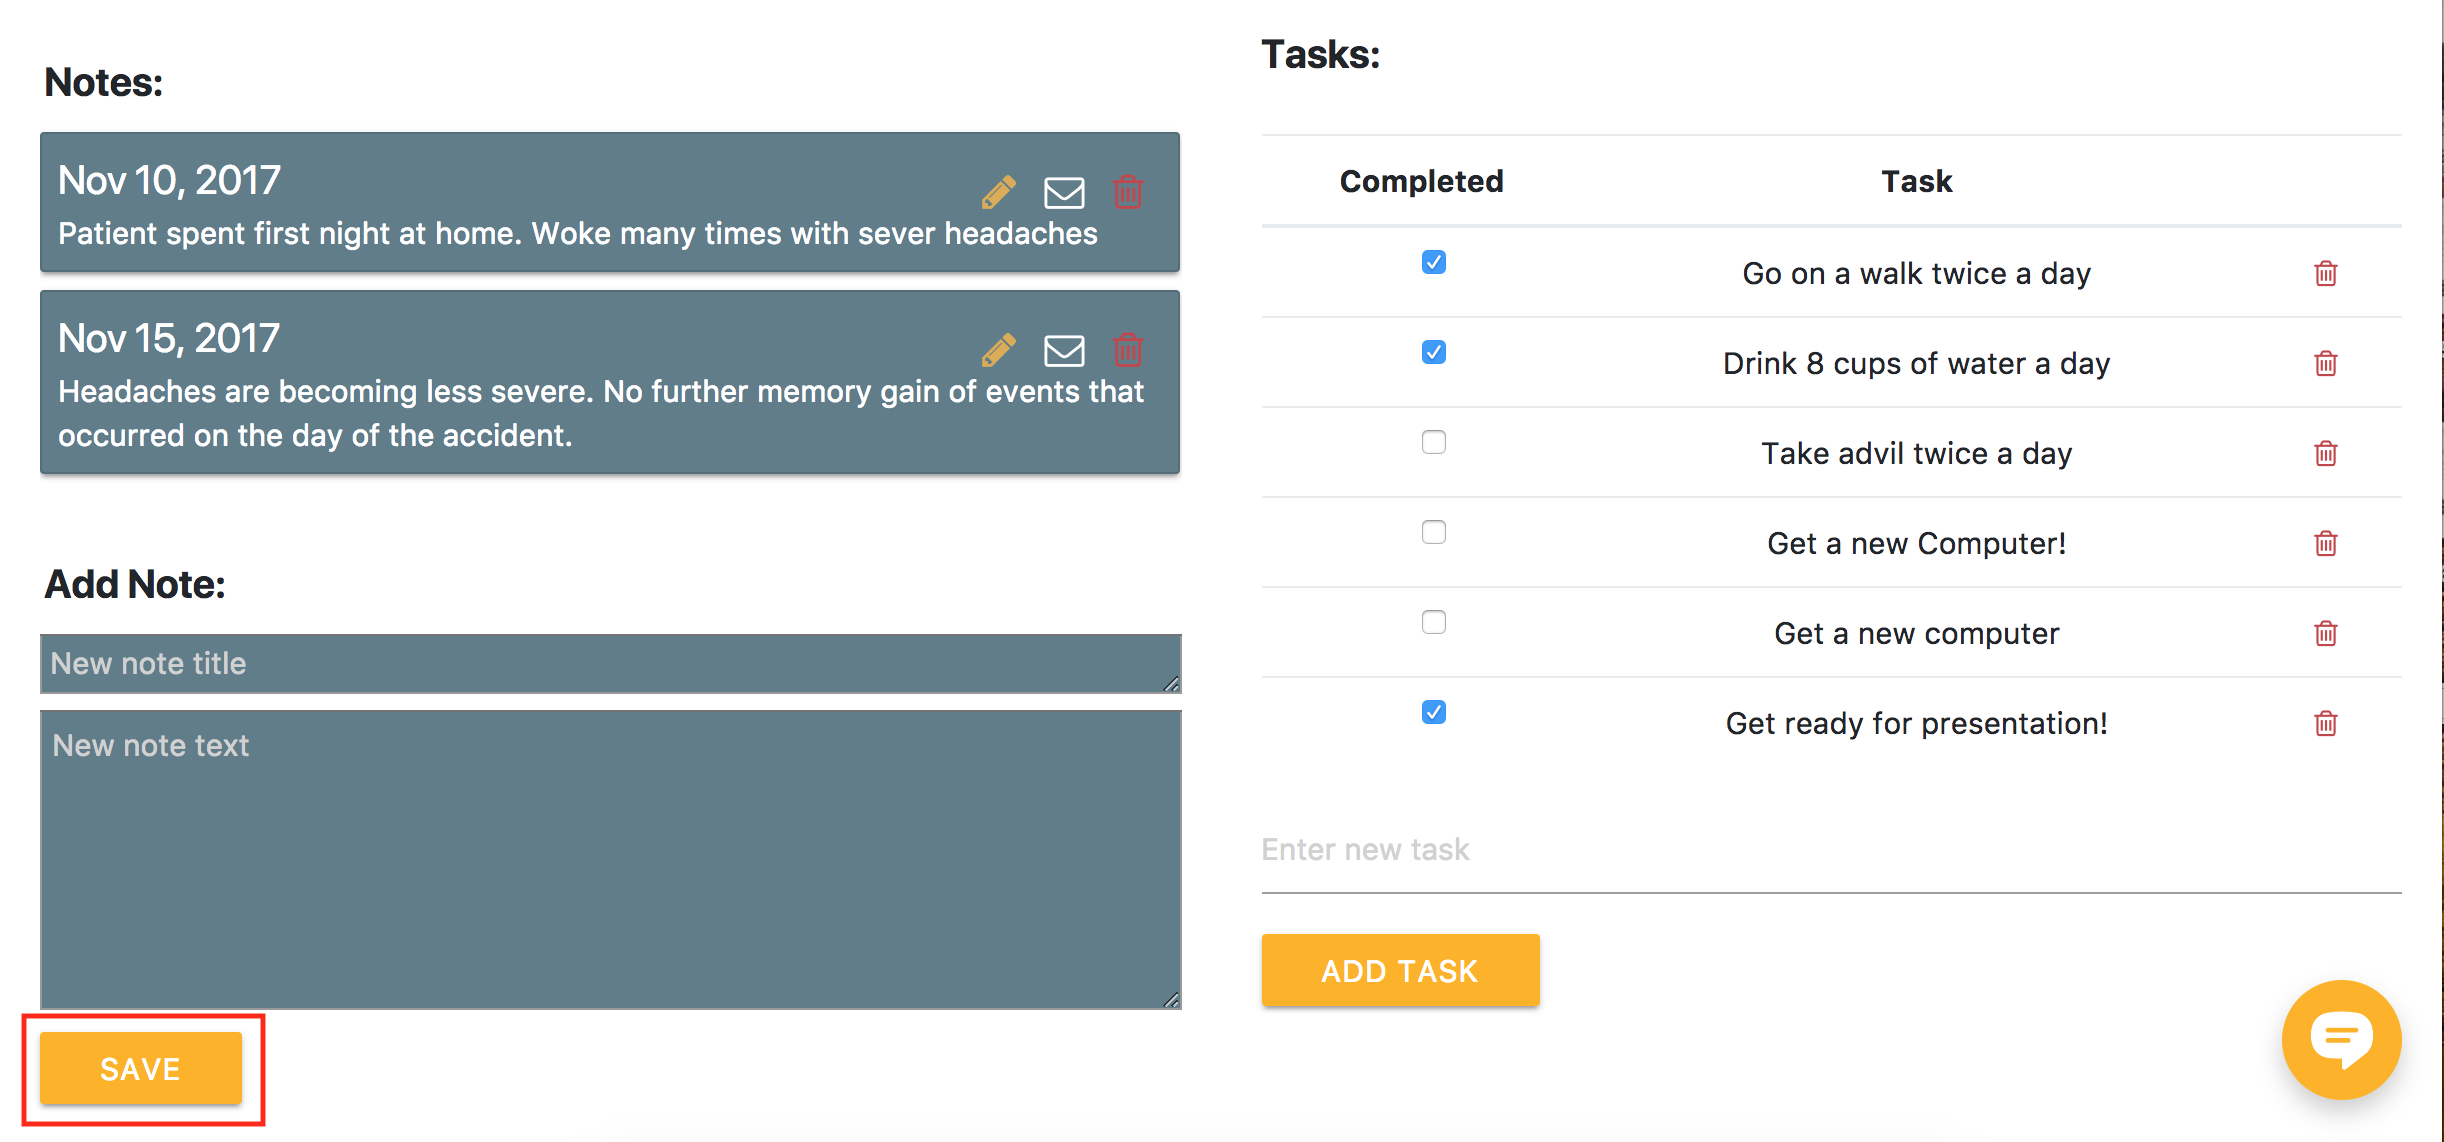 Notes:
Nov 10, 2017
Patient spent first night at home. Woke many times with sever headaches
Nov 15, 2017
Headaches are becoming less severe. No further memory gain of events that
occurred on the day of the accident.
Add Note:
New note title
New note text
SAVE
Tasks:
Completed Task
Go on a walk twice a day
Drink 8 cups of water a day
Take advil twice a day
Get a new Computer!
Get a new computer
Get ready for presentation!
Enter new task
ADD TASK